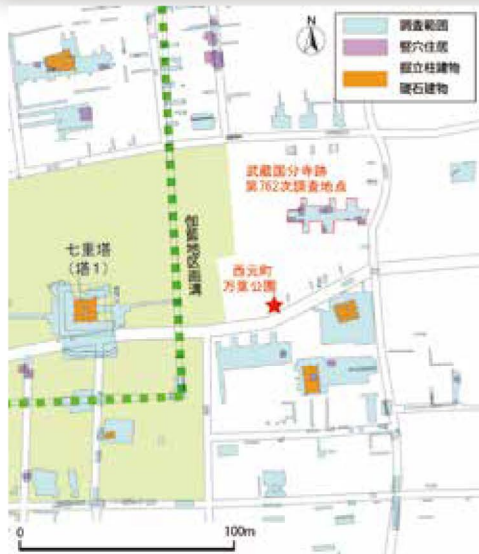 N
調査範囲
竪穴住居
掘立柱建物
礎石建物
武蔵国分寺跡
第762次調査地点
伽藍地区画溝
七重塔
(塔1)
西元町
万葉公園
0
100m